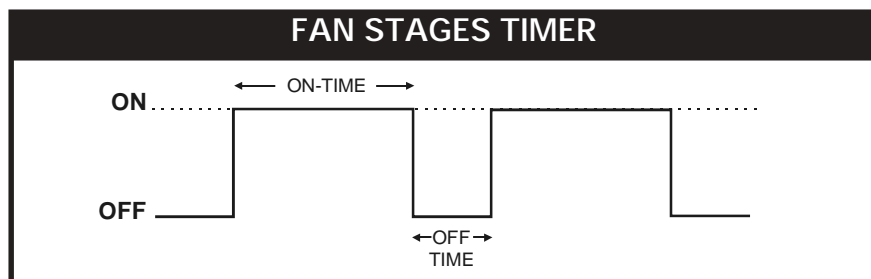 FAN STAGES TIMER
ON-TIME
ON
OFF
OFF
TIME